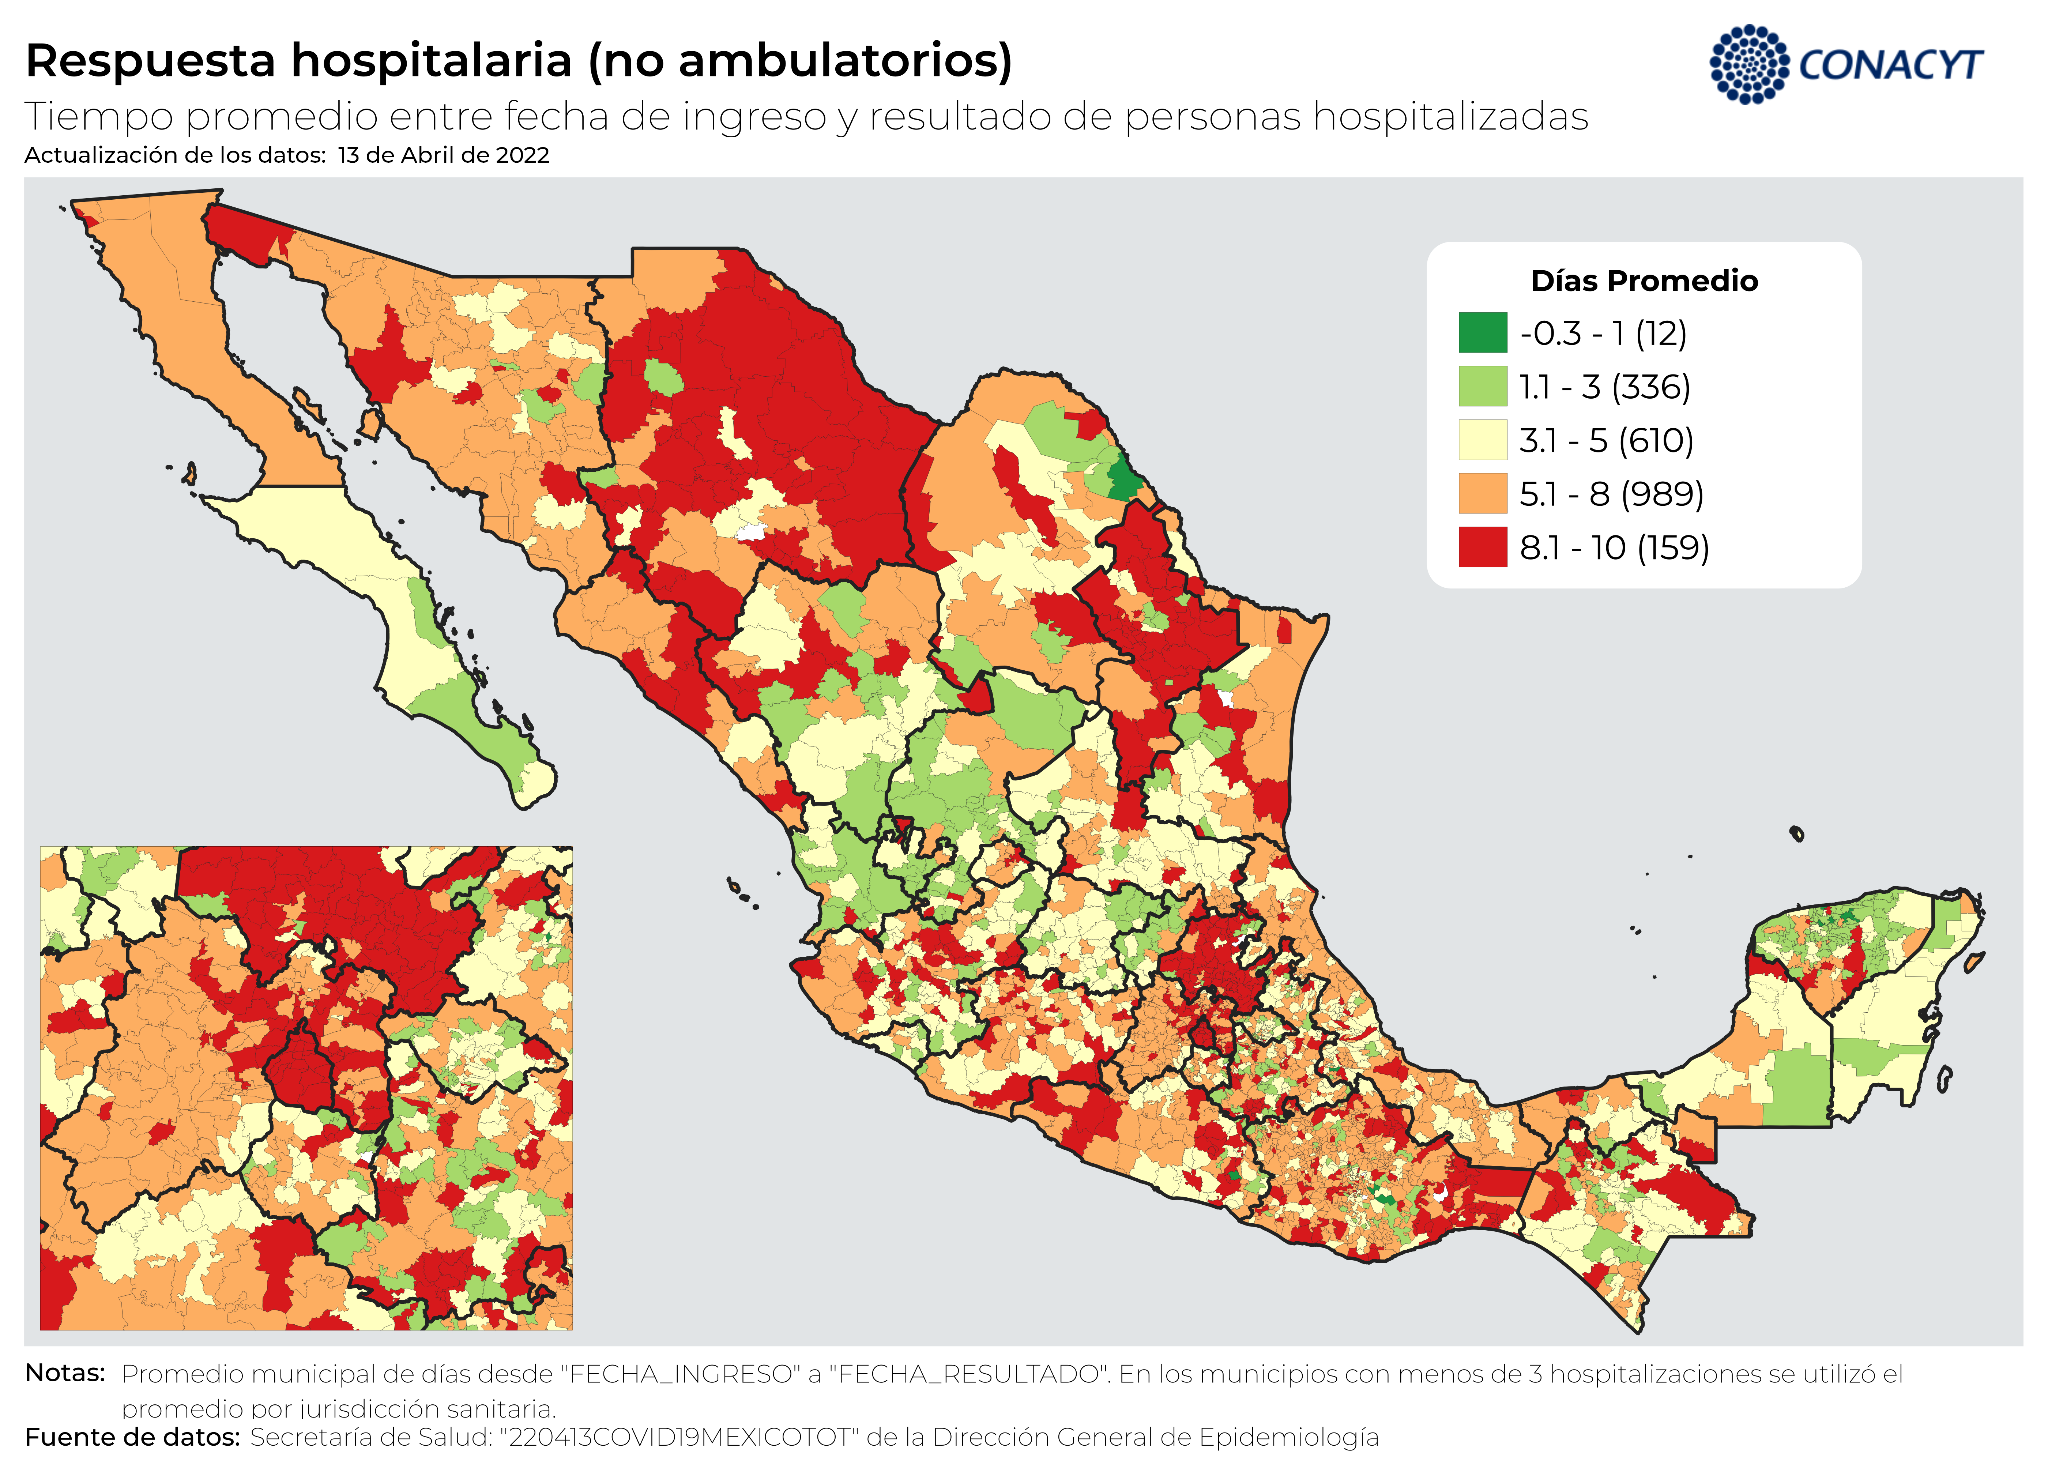 Respuesta hospitalaria (no ambulatorios)
CONACYT
Tiempo promedio entre fecha de ingreso y resultado de personas hospitalizadas
Actualización de los datos: 13 de Abril de 2022
Días Promedio
-0.3 - 1 (12)
1.1 - 3 (336)
3.1 - 5 (610)
5.1 - 8 (989)
8.1 - 10 (159)
Notas: Promedio municipal de días desde "FECHA_INGRESO" a "FECHA_RESULTADO". En los municipios con menos de 3 hospitalizaciones se utilizó el
promedio por jurisdicción sanitaria.
Fuente de datos: Secretaría de Salud: "220413COVID19MEXICOTOT" de la Dirección General de Epidemiología